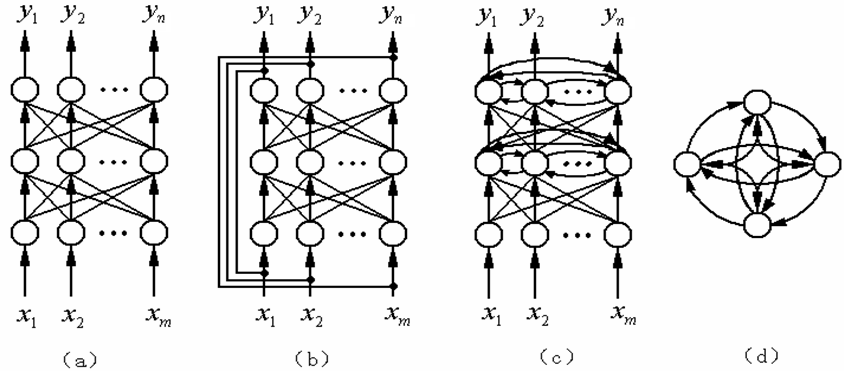 y1 y2 yn y1 y2 yn y1 y2 yn
x1 x2 xm x1 x2 xm x1 x2 xm
(a) (b) (c) (d)